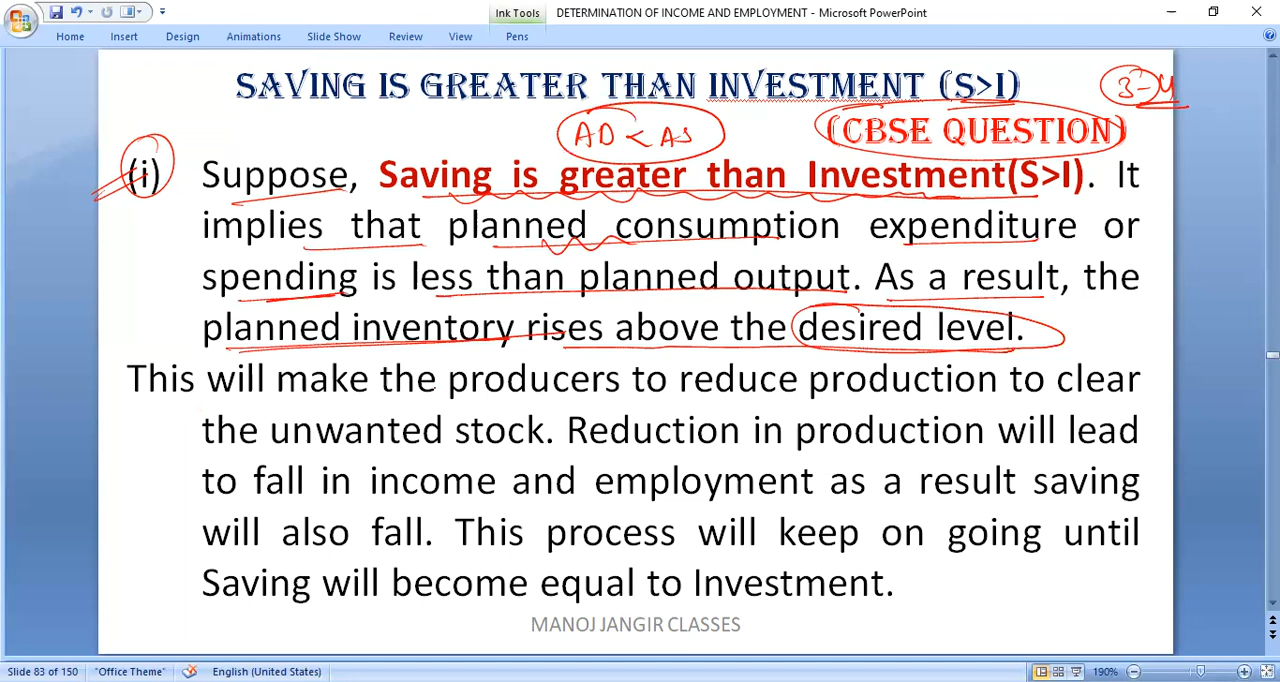 Ink Tools
DETERMINATION OF INCOME AND EMPLOYMENT - Microsoft PowerPoint
Home Insert Design Animations Slide Show Review View Pens
SAVING IS GREATER THAN INVESTMENT (S>I)
3-4
AD < AS
(CBSE QUESTION)
(i) Suppose, Saving is greater than Investment(S>I). It
implies that planned consumption expenditure or
spending is less than planned output. As a result, the
planned inventory rises above the desired level.
This will make the producers to reduce production to clear
the unwanted stock. Reduction in production will lead
to fall in income and employment as a result saving
will also fall. This process will keep on going until
Saving will become equal to Investment.
MANOJ JANGIR CLASSES
Slide 83 of 150 "Office Theme" English (United States) 190%